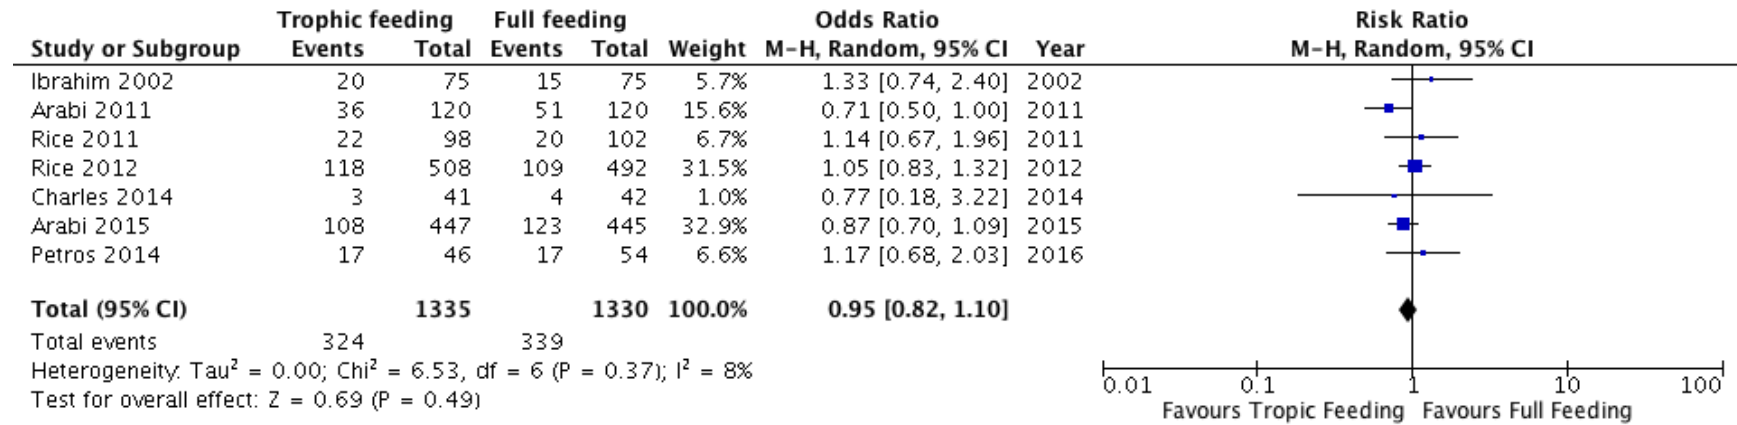 Trophic feeding Full feeding Odds Ratio Risk Ratio
Study or Subgroup Events Total Events Total Weight M-H, Random, 95% CI Year M-H, Random, 95% CI
Ibrahim 2002 20 75 15 75 5.7% 1.33 [0.74, 2.40] 2002
Arabi 2011 36 120 51 120 15.6% 0.71 [0.50, 1.00] 2011
Rice 2011 22 98 20 102 6.7% 1.14 [0.67, 1.96] 2011
Rice 2012 118 508 109 492 31.5% 1.05 [0.83, 1.32] 2012
Charles 2014 3 41 4 42 1.0% 0.77 [0.18, 3.22] 2014
Arabi 2015 108 447 123 445 32.9% 0.87 [0.70, 1.09] 2015
Petros 2014 17 46 17 54 6.6% 1.17 [0.68, 2.03] 2016
Total (95% CI) 1335 1330 100.0% 0.95 [0.82, 1.10]
Total events 324 339
Heterogeneity: Tau² = 0.00; Chi² = 6.53, df = 6 (P = 0.37); I² = 8%
Test for overall effect: Z = 0.69 (P = 0.49)
0.01 0.1 1 10 100
Favours Tropic Feeding Favours Full Feeding